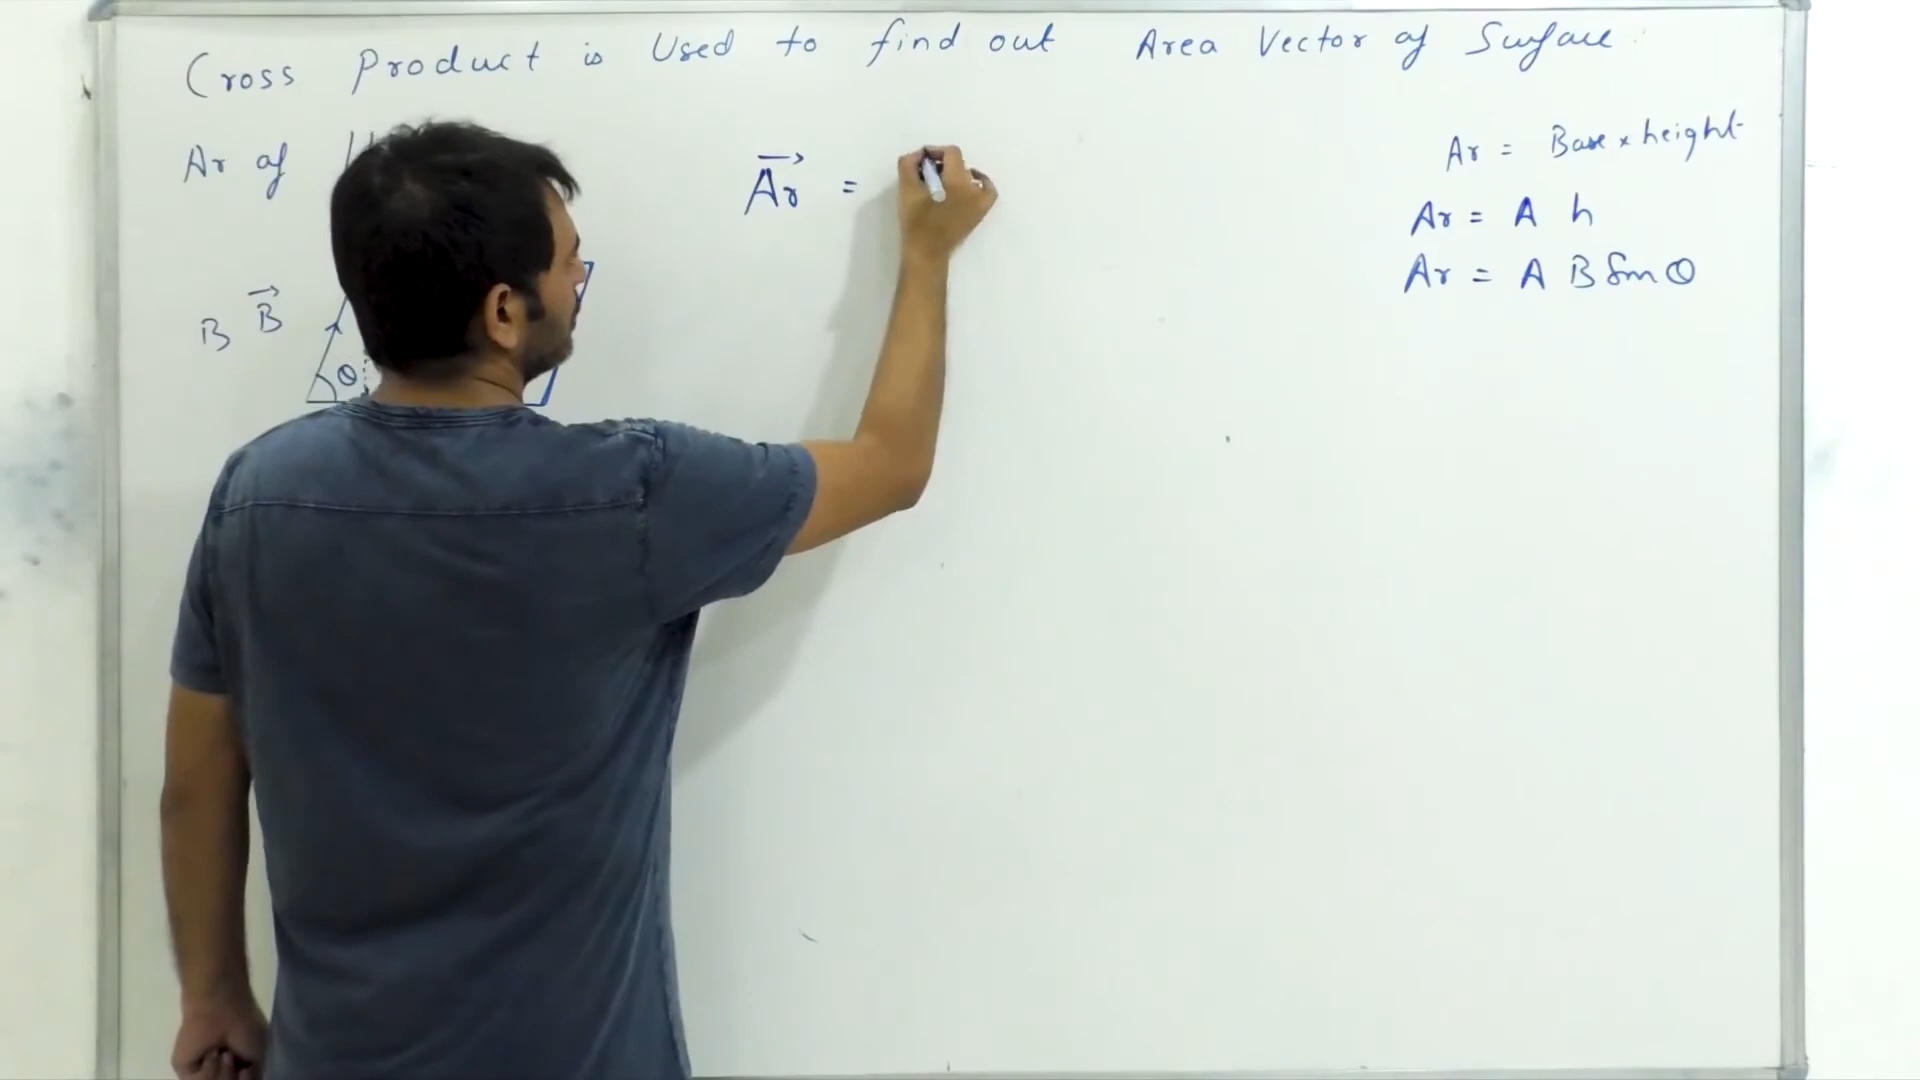 Cross Product is Used to find out Area Vector of Surface.
Ar of
Ar⃗ =
Ar = Base × height
Ar = A h
Ar = A B Sin θ
B B⃗
θ